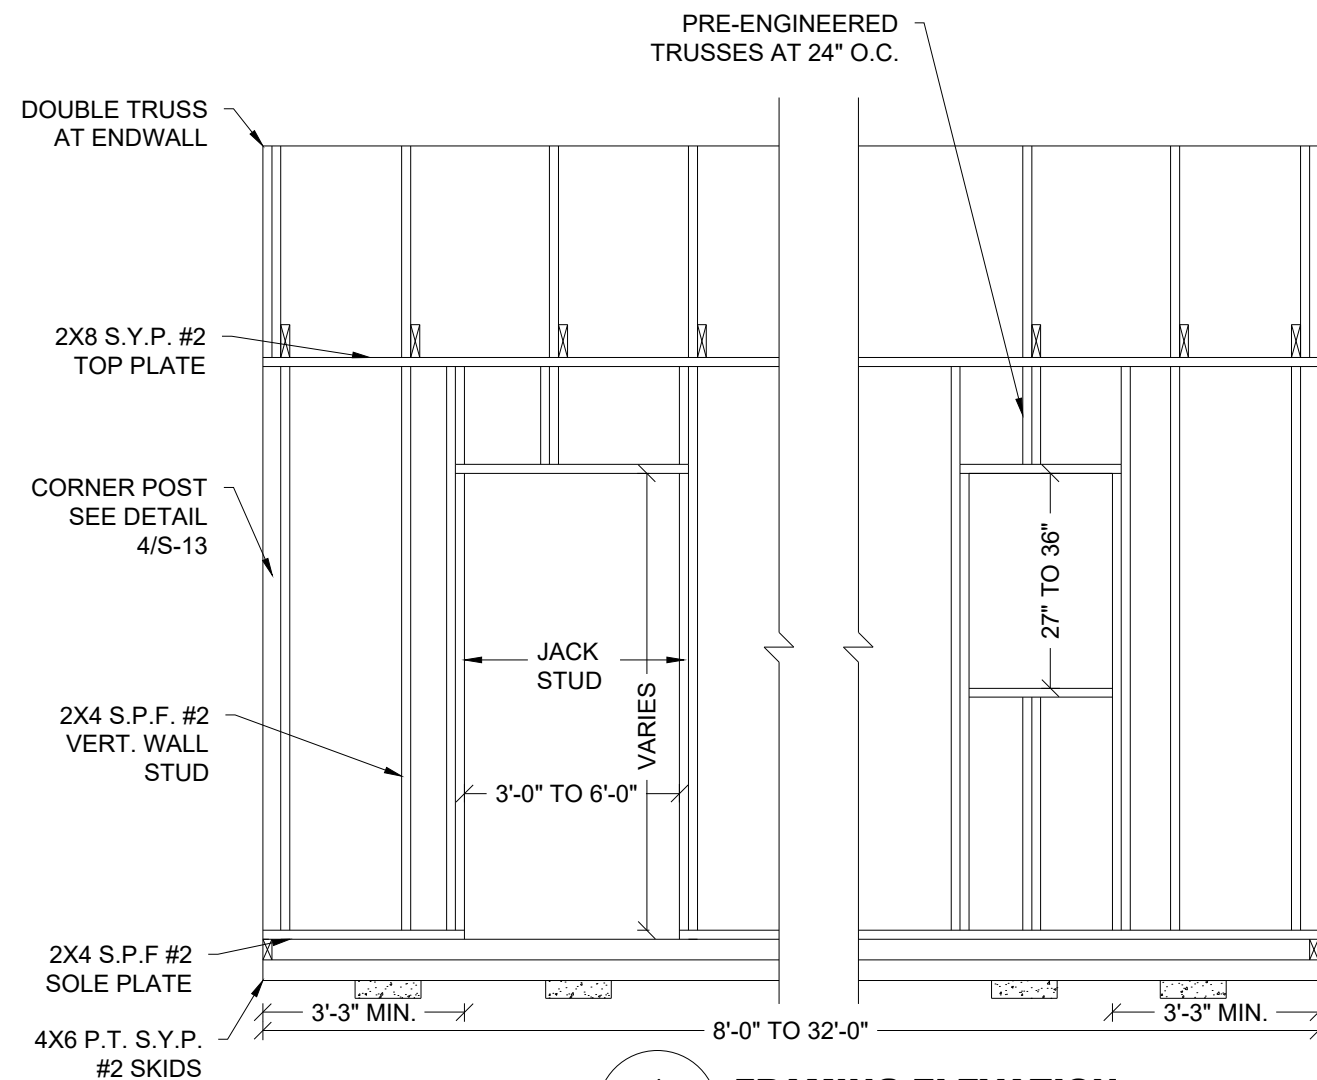 PRE-ENGINEERED
TRUSSES AT 24" O.C.
DOUBLE TRUSS
AT ENDWALL
2X8 S.Y.P. #2
TOP PLATE
CORNER POST
SEE DETAIL
4/S-13
27" TO 36"
JACK
STUD
VARIES
2X4 S.P.F. #2
VERT. WALL
STUD
3'-0" TO 6'-0"
2X4 S.P.F #2
SOLE PLATE
3'-3" MIN.
3'-3" MIN.
8'-0" TO 32'-0"
4X6 P.T. S.Y.P.
#2 SKIDS
FRAMING ELEVATION